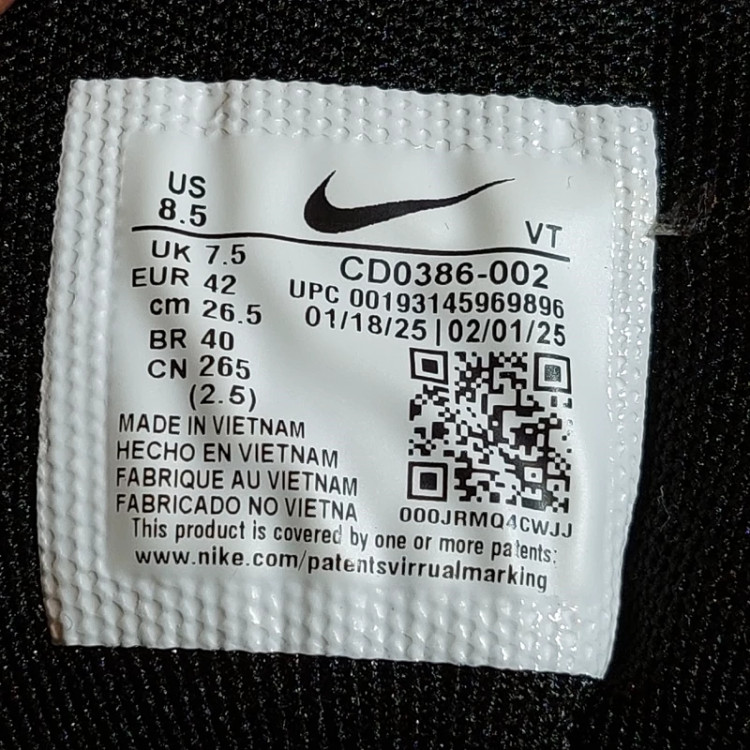 US
8.5
VT
UK 7.5
EUR 42
cm 26.5
BR 40
CN 265
(2.5)
CD0386-002
UPC 00193145969896
01/18/25 | 02/01/25
MADE IN VIETNAM
HECHO EN VIETNAM
FABRIQUE AU VIETNAM
FABRICADO NO VIETNA
000JRMQ4CWJJ
This product is covered by one or more patents:
www.nike.com/patentsvirrualmarking